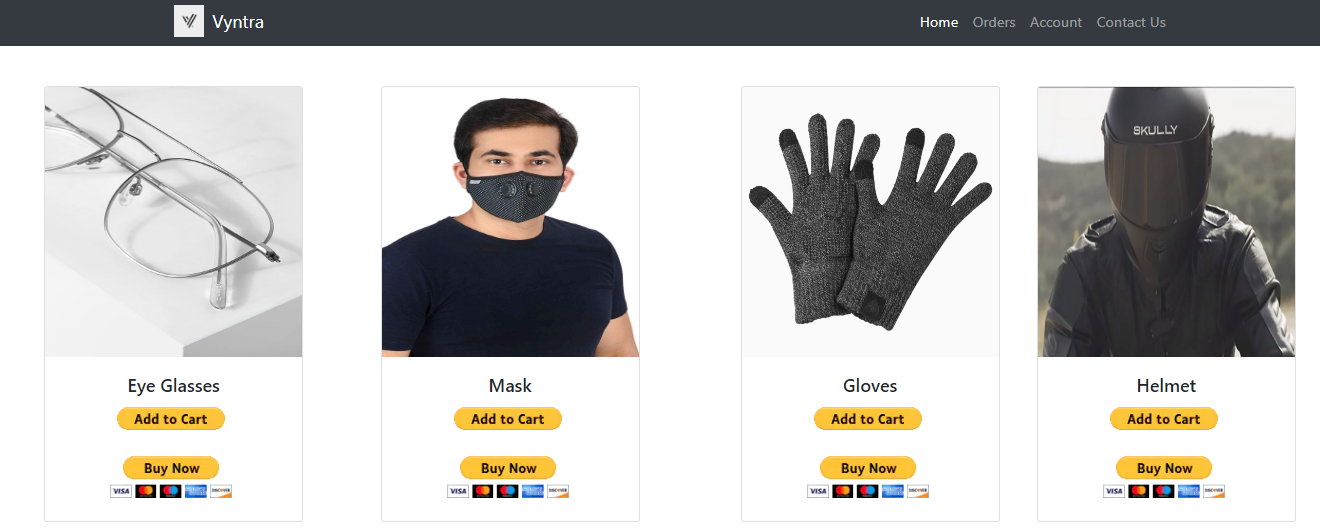 Vyntra
Home Orders Account Contact Us
SKULLY
Eye Glasses Mask Gloves Helmet
Add to Cart Add to Cart Add to Cart Add to Cart
Buy Now Buy Now Buy Now Buy Now
VISA DISCOVER VISA DISCOVER VISA DISCOVER VISA DISCOVER